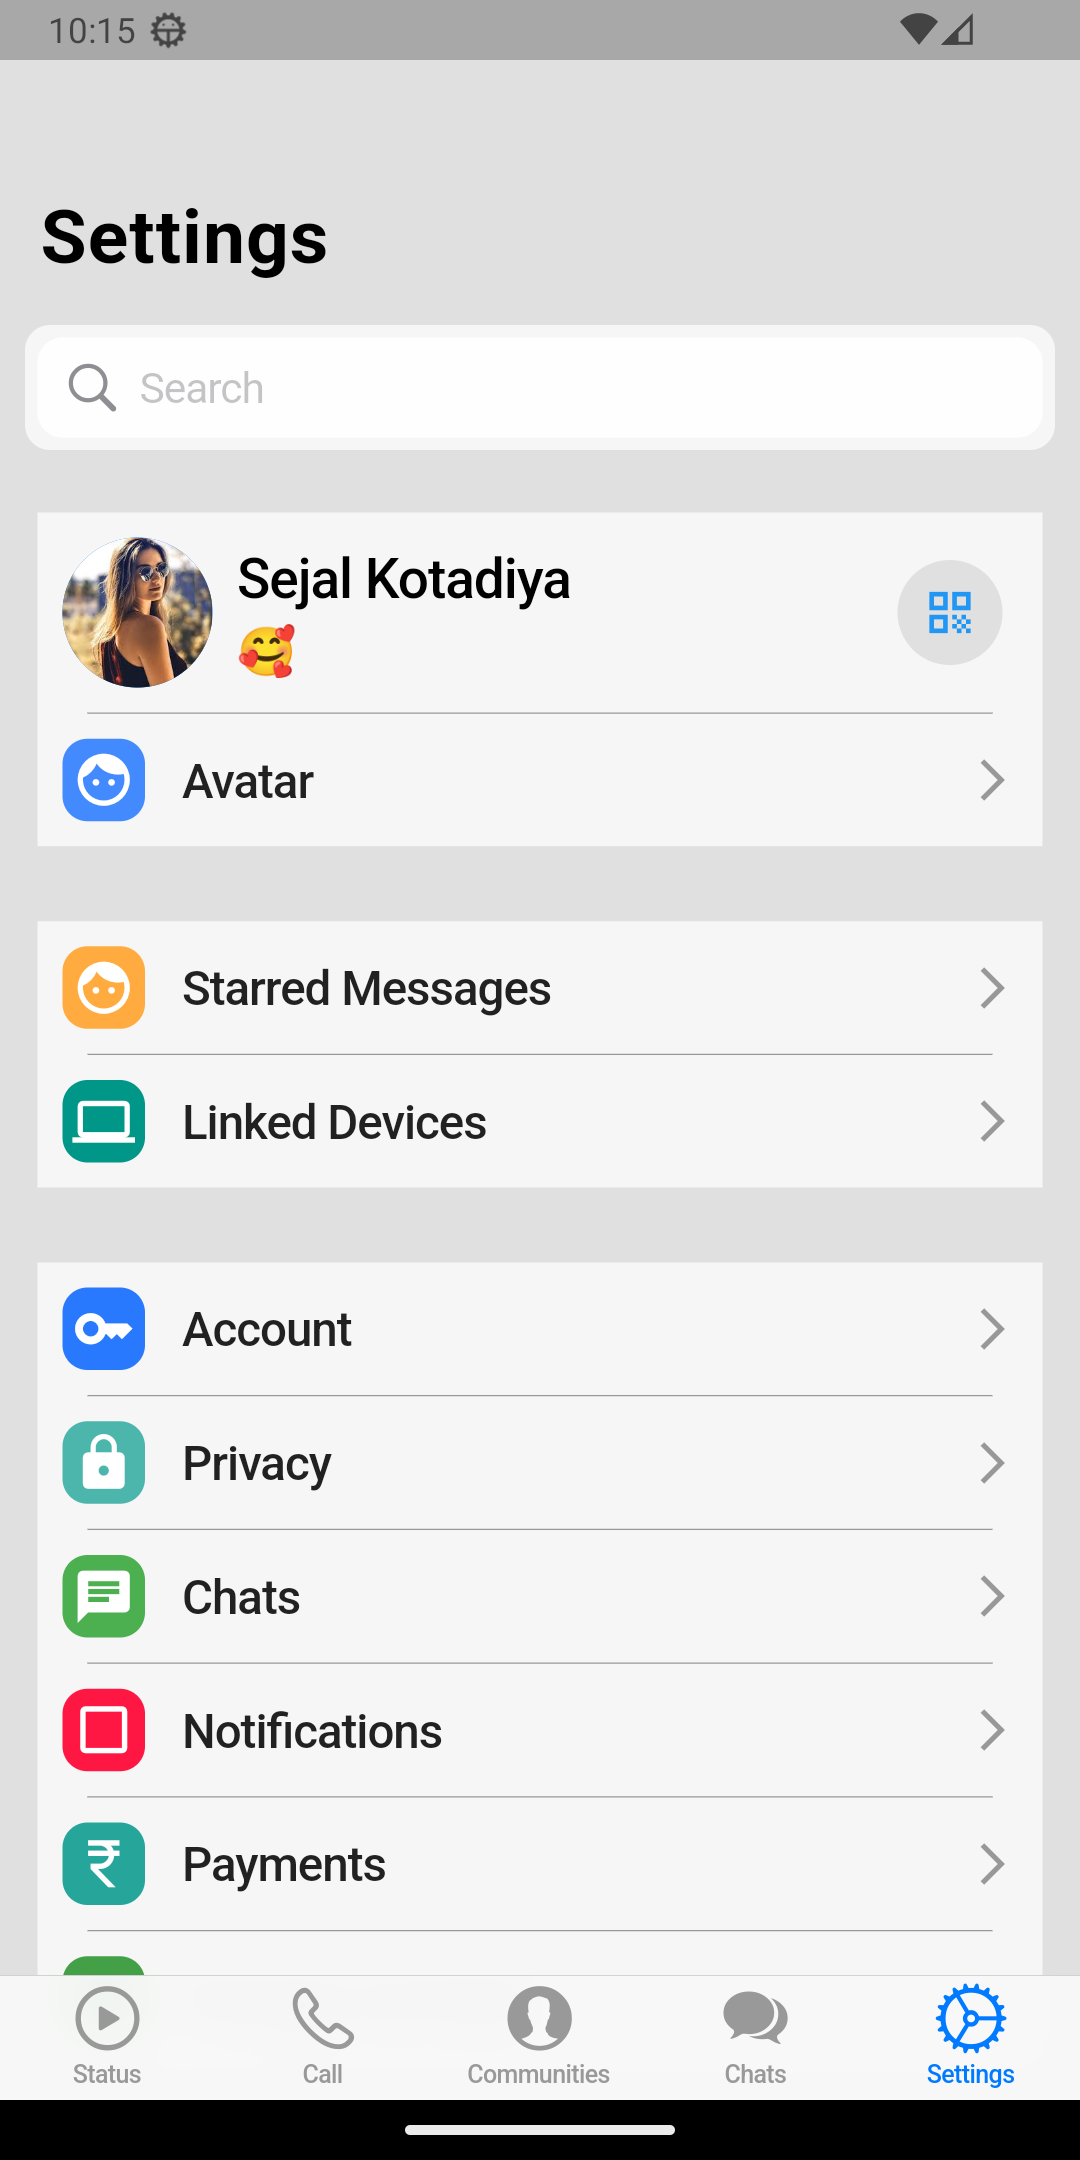 10:15
Settings
Search
Sejal Kotadiya
🥰
Avatar
Starred Messages
Linked Devices
Account
Privacy
Chats
Notifications
₹
Payments
Status
Call
Communities
Chats
Settings